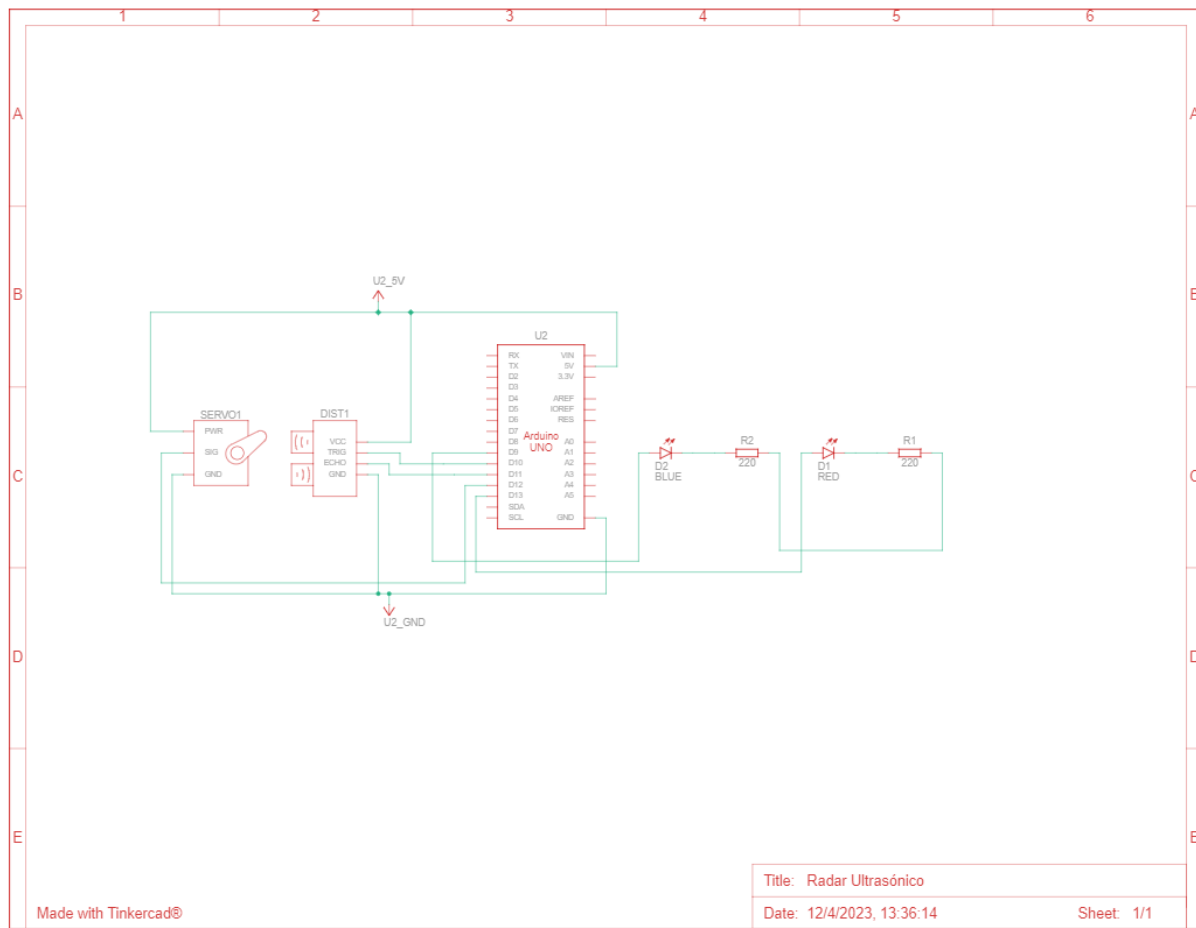 1 2 3 4 5 6
A A
B B
C C
D D
E E
U2_5V
U2
RX VIN
TX 5V
D2 3.3V
D3
D4 AREF
D5 IOREF
D6 RES
D7
D8 A0
D9 A1
D10 A2
D11 A3
D12 A4
D13 A5
SDA
SCL GND
Arduino
UNO
SERVO1
PWR
SIG
GND
DIST1
VCC
TRIG
ECHO
GND
D2
BLUE
R2
220
D1
RED
R1
220
U2_GND
Title: Radar Ultrasónico
Made with Tinkercad®
Date: 12/4/2023, 13:36:14 Sheet: 1/1